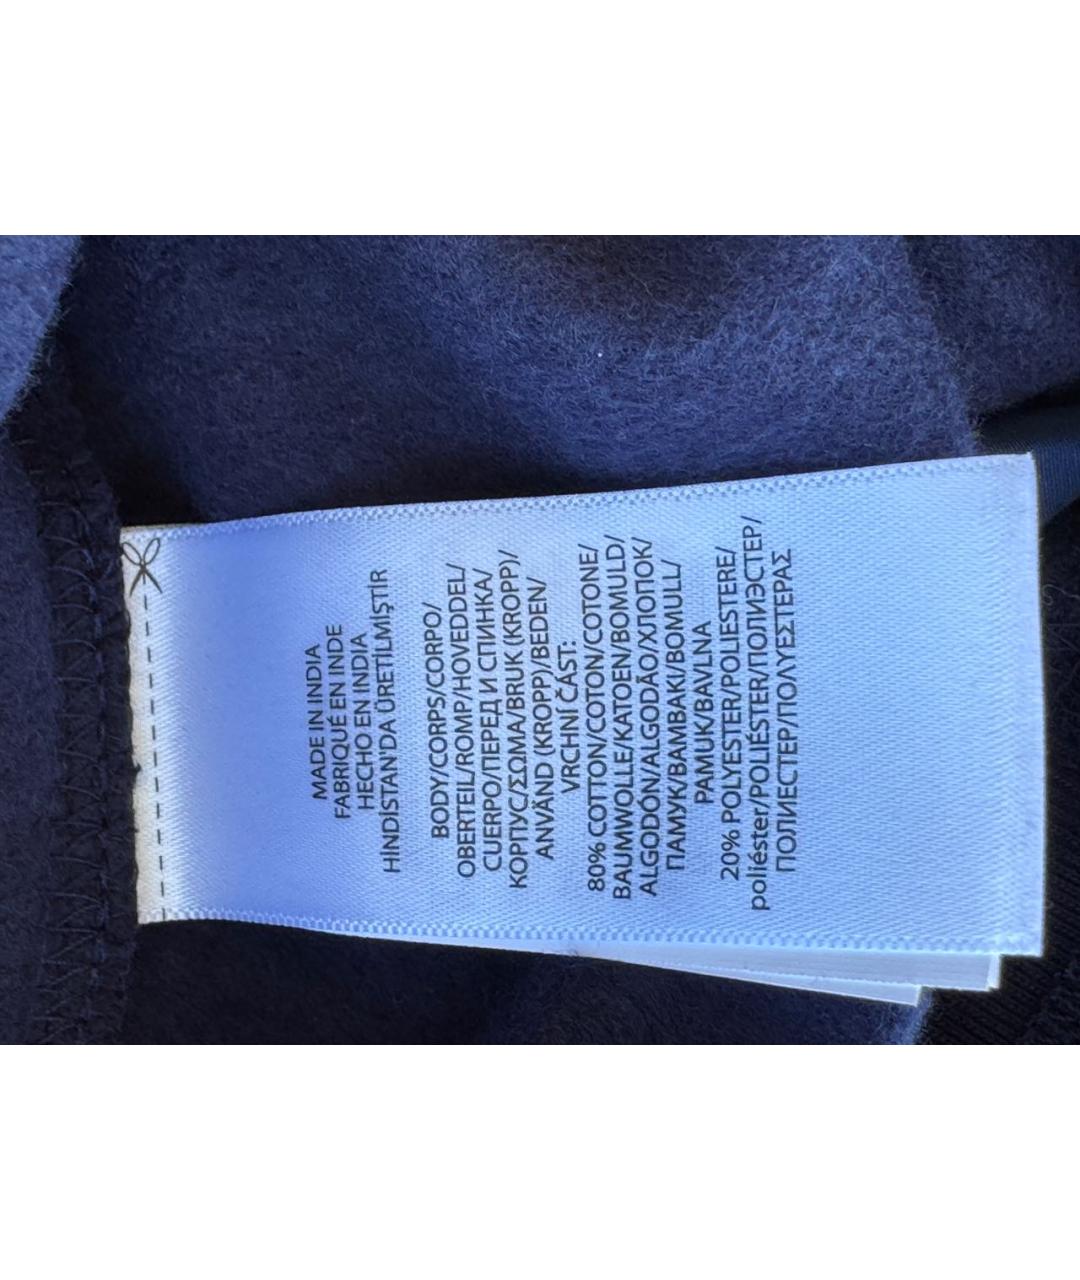 MADE IN INDIA
FABRIQUÉ EN INDE
HECHO EN INDIA
HİNDİSTAN'DA ÜRETİLMİŞTİR
BODY/CORPS/CORPO/
OBERTEIL/ROMP/HOVEDDEL/
CUERPO/ПЕРЕД И СПИНКА/
КОРПУС/ΣΩΜΑ/BRUK (KROPP)/
ANVÄND (KROPP)/BEDEN/
VRCHNÍ ČÁST:
80% COTTON/COTON/COTONE/
BAUMWOLLE/KATOEN/BOMULD/
ALGODÓN/ALGODÃO/ХЛОПОК/
ПАМУК/ΒΑΜΒΑΚΙ/BOMULL/
PAMUK/BAVLNA
20% POLYESTER/POLIESTERE/
poliéster/POLIÉSTER/ПОЛИЭСТЕР/
ПОЛИЕСТЕР/ΠΟΛΥΕΣΤΕΡΑΣ